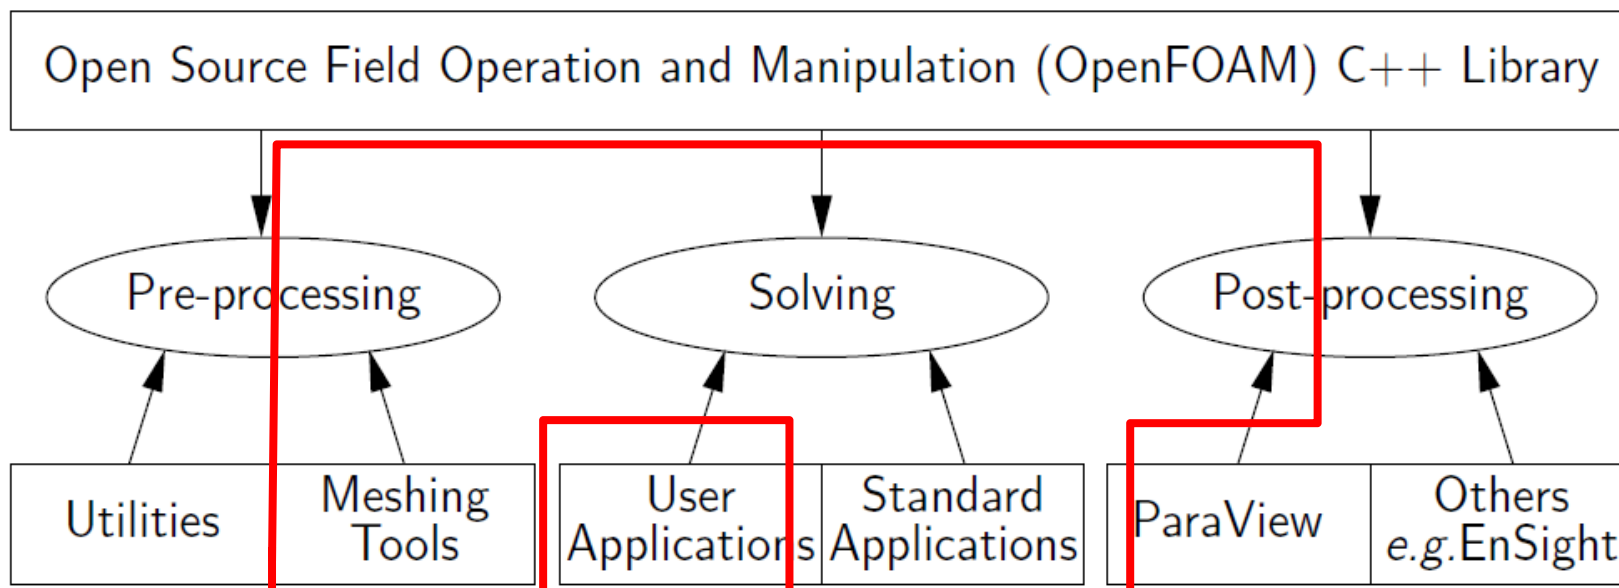 Open Source Field Operation and Manipulation (OpenFOAM) C++ Library
Pre-processing
Solving
Post-processing
Utilities
Meshing
Tools
User
Applications
Standard
Applications
ParaView
Others
e.g.EnSight